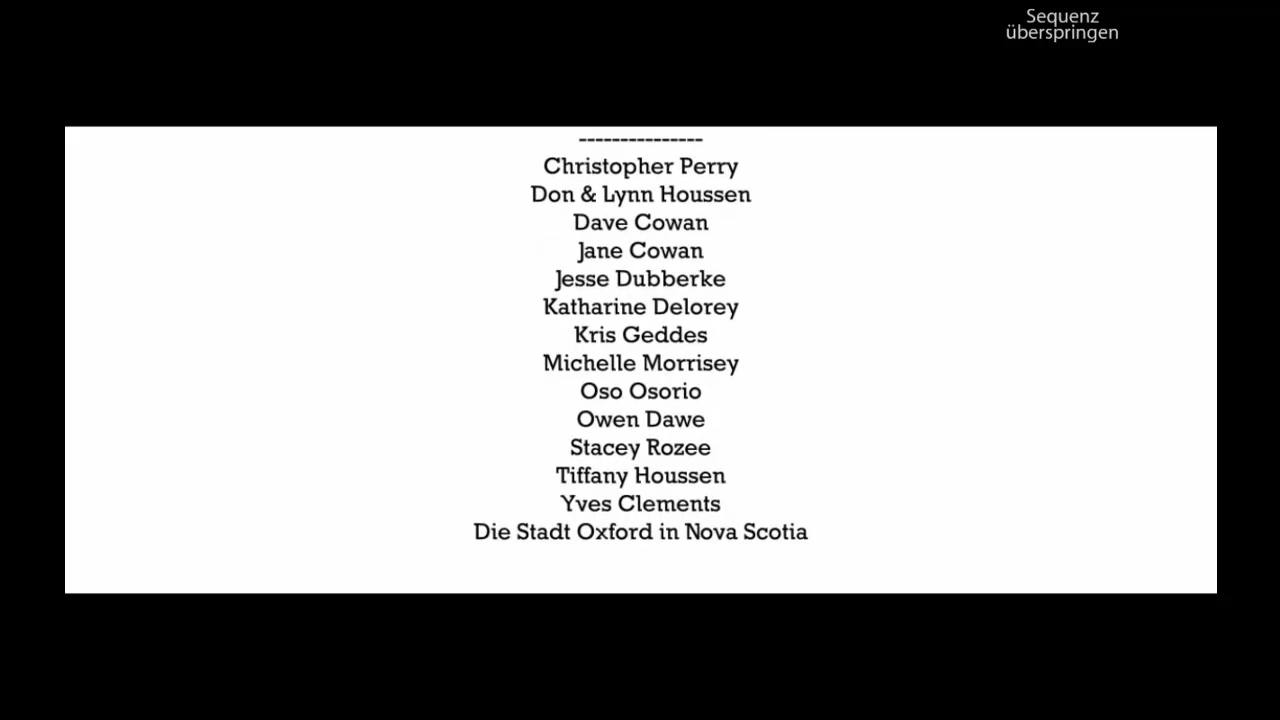 Sequenz
überspringen
---------------
Christopher Perry
Don & Lynn Houssen
Dave Cowan
Jane Cowan
Jesse Dubberke
Katharine Delorey
Kris Geddes
Michelle Morrisey
Oso Osorio
Owen Dawe
Stacey Rozee
Tiffany Houssen
Yves Clements
Die Stadt Oxford in Nova Scotia